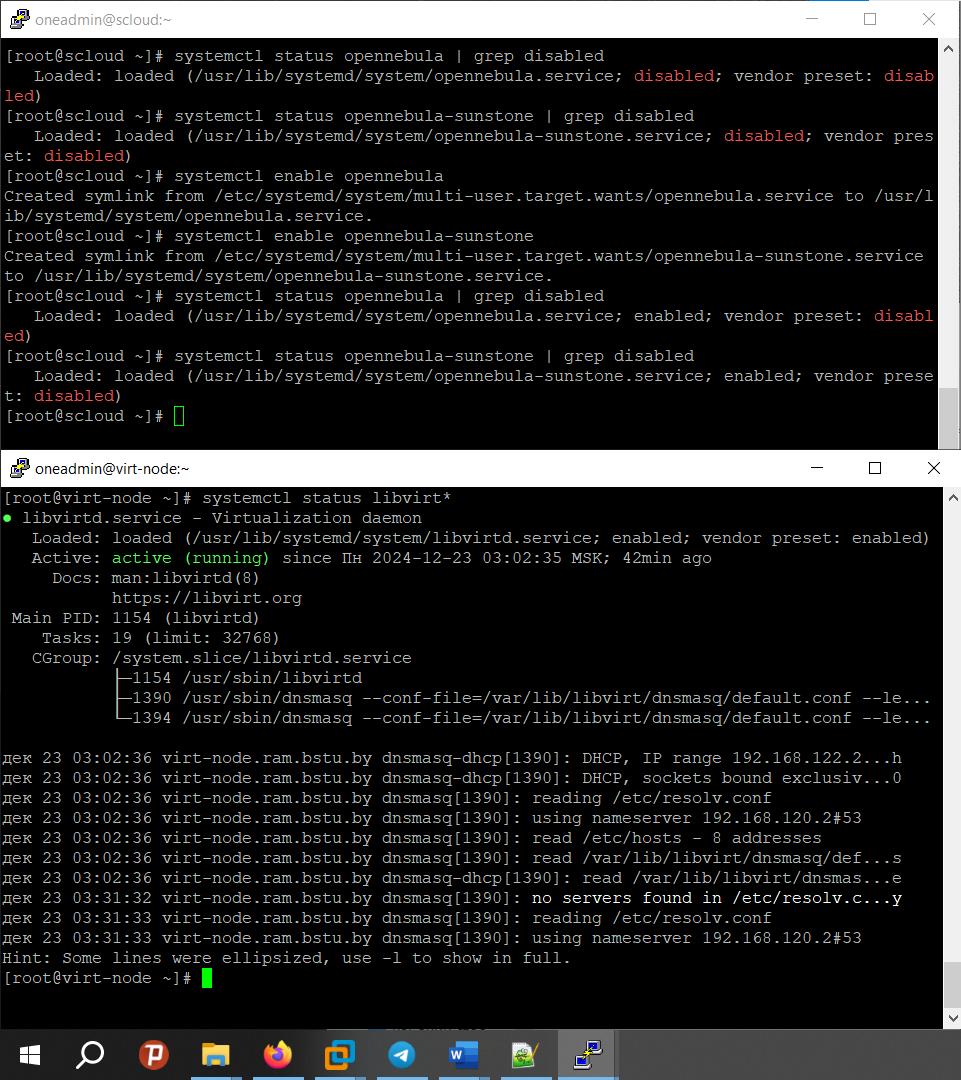 oneadmin@scloud:~
[root@scloud ~]# systemctl status opennebula | grep disabled
   Loaded: loaded (/usr/lib/systemd/system/opennebula.service; disabled; vendor preset: disab
led)
[root@scloud ~]# systemctl status opennebula-sunstone | grep disabled
   Loaded: loaded (/usr/lib/systemd/system/opennebula-sunstone.service; disabled; vendor pres
et: disabled)
[root@scloud ~]# systemctl enable opennebula
Created symlink from /etc/systemd/system/multi-user.target.wants/opennebula.service to /usr/l
ib/systemd/system/opennebula.service.
[root@scloud ~]# systemctl enable opennebula-sunstone
Created symlink from /etc/systemd/system/multi-user.target.wants/opennebula-sunstone.service
to /usr/lib/systemd/system/opennebula-sunstone.service.
[root@scloud ~]# systemctl status opennebula | grep disabled
   Loaded: loaded (/usr/lib/systemd/system/opennebula.service; enabled; vendor preset: disabl
ed)
[root@scloud ~]# systemctl status opennebula-sunstone | grep disabled
   Loaded: loaded (/usr/lib/systemd/system/opennebula-sunstone.service; enabled; vendor prese
t: disabled)
[root@scloud ~]#
oneadmin@virt-node:~
[root@virt-node ~]# systemctl status libvirt*
● libvirtd.service - Virtualization daemon
   Loaded: loaded (/usr/lib/systemd/system/libvirtd.service; enabled; vendor preset: enabled)
   Active: active (running) since Пн 2024-12-23 03:02:35 MSK; 42min ago
     Docs: man:libvirtd(8)
           https://libvirt.org
 Main PID: 1154 (libvirtd)
    Tasks: 19 (limit: 32768)
   CGroup: /system.slice/libvirtd.service
           ├─1154 /usr/sbin/libvirtd
           ├─1390 /usr/sbin/dnsmasq --conf-file=/var/lib/libvirt/dnsmasq/default.conf --le...
           └─1394 /usr/sbin/dnsmasq --conf-file=/var/lib/libvirt/dnsmasq/default.conf --le...
дек 23 03:02:36 virt-node.ram.bstu.by dnsmasq-dhcp[1390]: DHCP, IP range 192.168.122.2...h
дек 23 03:02:36 virt-node.ram.bstu.by dnsmasq-dhcp[1390]: DHCP, sockets bound exclusiv...0
дек 23 03:02:36 virt-node.ram.bstu.by dnsmasq[1390]: reading /etc/resolv.conf
дек 23 03:02:36 virt-node.ram.bstu.by dnsmasq[1390]: using nameserver 192.168.120.2#53
дек 23 03:02:36 virt-node.ram.bstu.by dnsmasq[1390]: read /etc/hosts - 8 addresses
дек 23 03:02:36 virt-node.ram.bstu.by dnsmasq[1390]: read /var/lib/libvirt/dnsmasq/def...s
дек 23 03:02:36 virt-node.ram.bstu.by dnsmasq-dhcp[1390]: read /var/lib/libvirt/dnsmas...e
дек 23 03:31:32 virt-node.ram.bstu.by dnsmasq[1390]: no servers found in /etc/resolv.c...y
дек 23 03:31:33 virt-node.ram.bstu.by dnsmasq[1390]: reading /etc/resolv.conf
дек 23 03:31:33 virt-node.ram.bstu.by dnsmasq[1390]: using nameserver 192.168.120.2#53
Hint: Some lines were ellipsized, use -l to show in full.
[root@virt-node ~]#